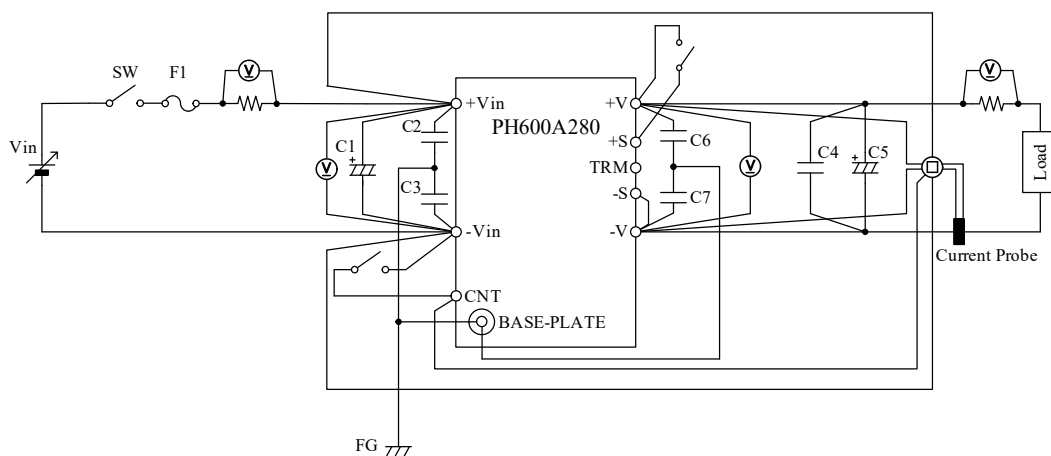 SW
F1
V
V
+Vin
+V
C2
PH600A280
C6
Vin
C1
+
+S
C4
+
C5
V
TRM
V
Load
C3
-S
C7
-Vin
-V
Current Probe
CNT
BASE-PLATE
FG